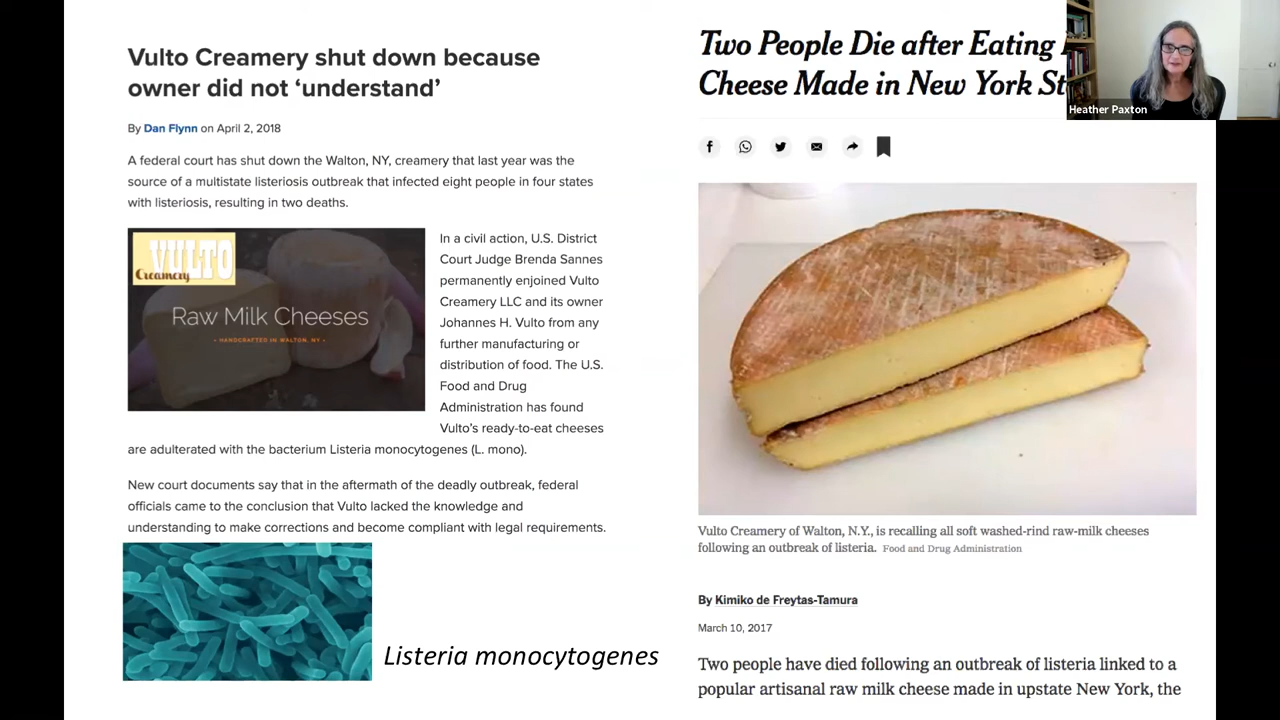 Vulto Creamery shut down because
owner did not ‘understand’
By Dan Flynn on April 2, 2018
A federal court has shut down the Walton, NY, creamery that last year was the
source of a multistate listeriosis outbreak that infected eight people in four states
with listeriosis, resulting in two deaths.
VULTO
Creamery
Raw Milk Cheeses
• HANDCRAFTED IN WALTON, NY •
In a civil action, U.S. District
Court Judge Brenda Sannes
permanently enjoined Vulto
Creamery LLC and its owner
Johannes H. Vulto from any
further manufacturing or
distribution of food. The U.S.
Food and Drug
Administration has found
Vulto’s ready-to-eat cheeses
are adulterated with the bacterium Listeria monocytogenes (L. mono).
New court documents say that in the aftermath of the deadly outbreak, federal
officials came to the conclusion that Vulto lacked the knowledge and
understanding to make corrections and become compliant with legal requirements.
Listeria monocytogenes
Two People Die after Eating
Cheese Made in New York St
Heather Paxton
Vulto Creamery of Walton, N.Y., is recalling all soft washed-rind raw-milk cheeses
following an outbreak of listeria. Food and Drug Administration
By Kimiko de Freytas-Tamura
March 10, 2017
Two people have died following an outbreak of listeria linked to a
popular artisanal raw milk cheese made in upstate New York, the